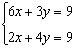 6x + 3y = 9
2x + 4y = 9